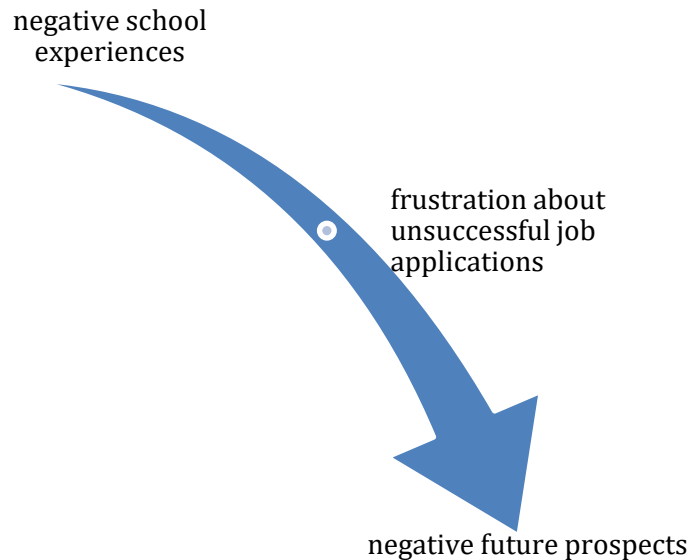 negative school
experiences
frustration about
unsuccessful job
applications
negative future prospects